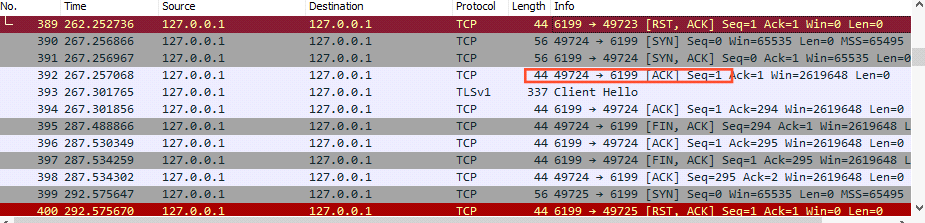 No. Time Source Destination Protocol Length Info
389 262.252736 127.0.0.1 127.0.0.1 TCP 44 6199 → 49723 [RST, ACK] Seq=1 Ack=1 Win=0 Len=0
390 267.256866 127.0.0.1 127.0.0.1 TCP 56 49724 → 6199 [SYN] Seq=0 Win=65535 Len=0 MSS=65495
391 267.256967 127.0.0.1 127.0.0.1 TCP 56 6199 → 49724 [SYN, ACK] Seq=0 Ack=1 Win=65535 Len=0
392 267.257068 127.0.0.1 127.0.0.1 TCP 44 49724 → 6199 [ACK] Seq=1 Ack=1 Win=2619648 Len=0
393 267.301765 127.0.0.1 127.0.0.1 TLSv1 337 Client Hello
394 267.301856 127.0.0.1 127.0.0.1 TCP 44 6199 → 49724 [ACK] Seq=1 Ack=294 Win=2619648 Len=0
395 287.488866 127.0.0.1 127.0.0.1 TCP 44 49724 → 6199 [FIN, ACK] Seq=294 Ack=1 Win=2619648 L
396 287.530349 127.0.0.1 127.0.0.1 TCP 44 6199 → 49724 [ACK] Seq=1 Ack=295 Win=2619648 Len=0
397 287.534259 127.0.0.1 127.0.0.1 TCP 44 6199 → 49724 [FIN, ACK] Seq=1 Ack=295 Win=2619648 L
398 287.534302 127.0.0.1 127.0.0.1 TCP 44 49724 → 6199 [ACK] Seq=295 Ack=2 Win=2619648 Len=0
399 292.575647 127.0.0.1 127.0.0.1 TCP 56 49725 → 6199 [SYN] Seq=0 Win=65535 Len=0 MSS=65495
400 292.575670 127.0.0.1 127.0.0.1 TCP 44 6199 → 49725 [RST, ACK] Seq=1 Ack=1 Win=0 Len=0